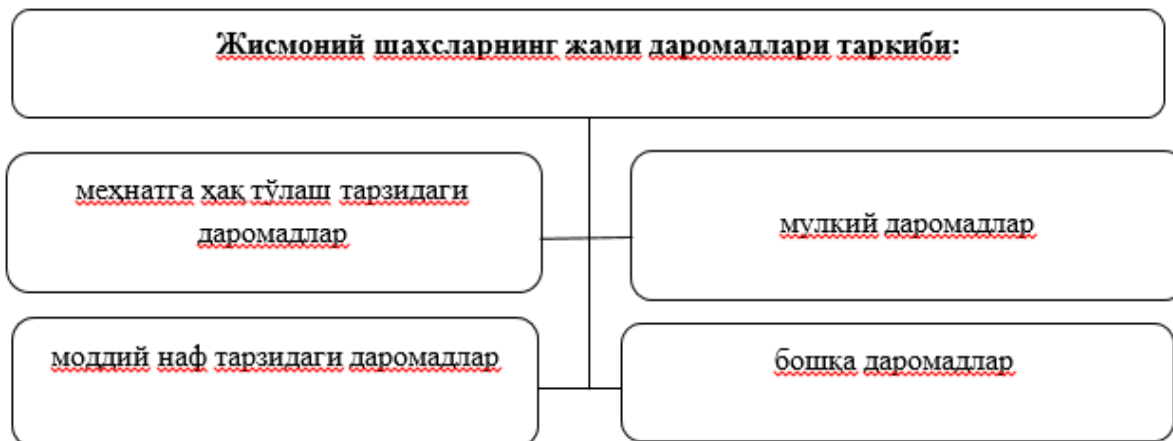 Жисмоний шахсларнинг жами даромадлари таркиби:
меҳнатга ҳақ тўлаш тарзидаги
даромадлар
мулкий даромадлар
моддий наф тарзидаги даромадлар
бошқа даромадлар